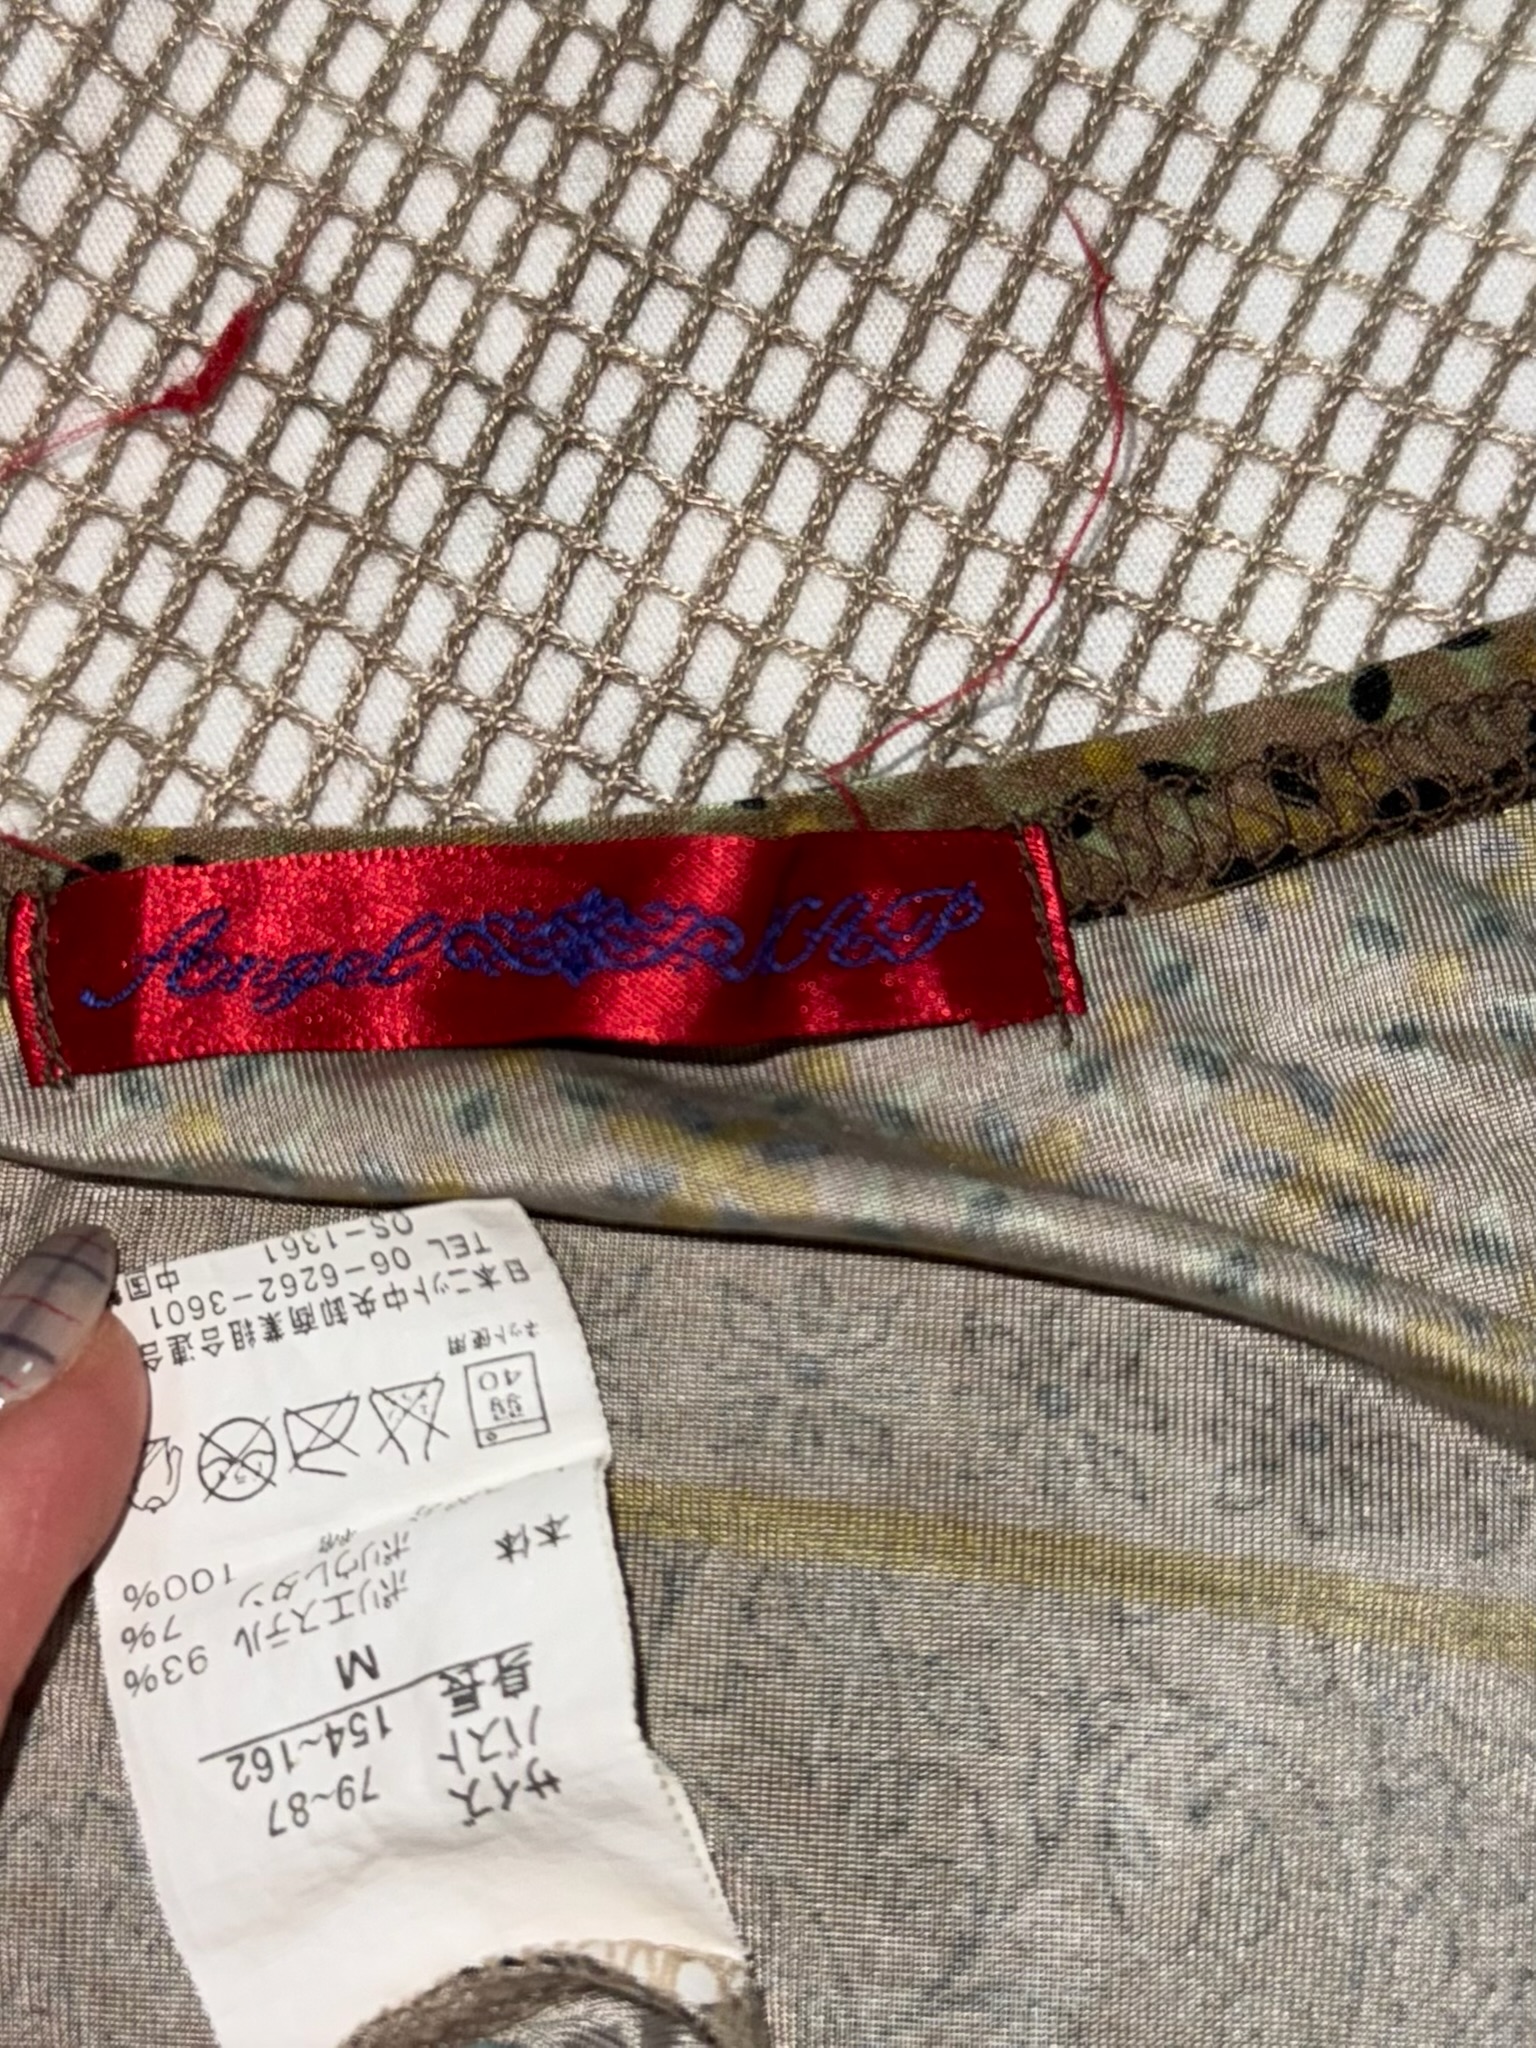 Angel NAP
サイズ M
バスト 79~87
身長 154~162
本体
ポリエステル 93%
ポリウレタン 7%
100%
40
弱
ネット使用
日本ニット中央卸商業組合連合
TEL 06-6262-3601
OS-1361 中国